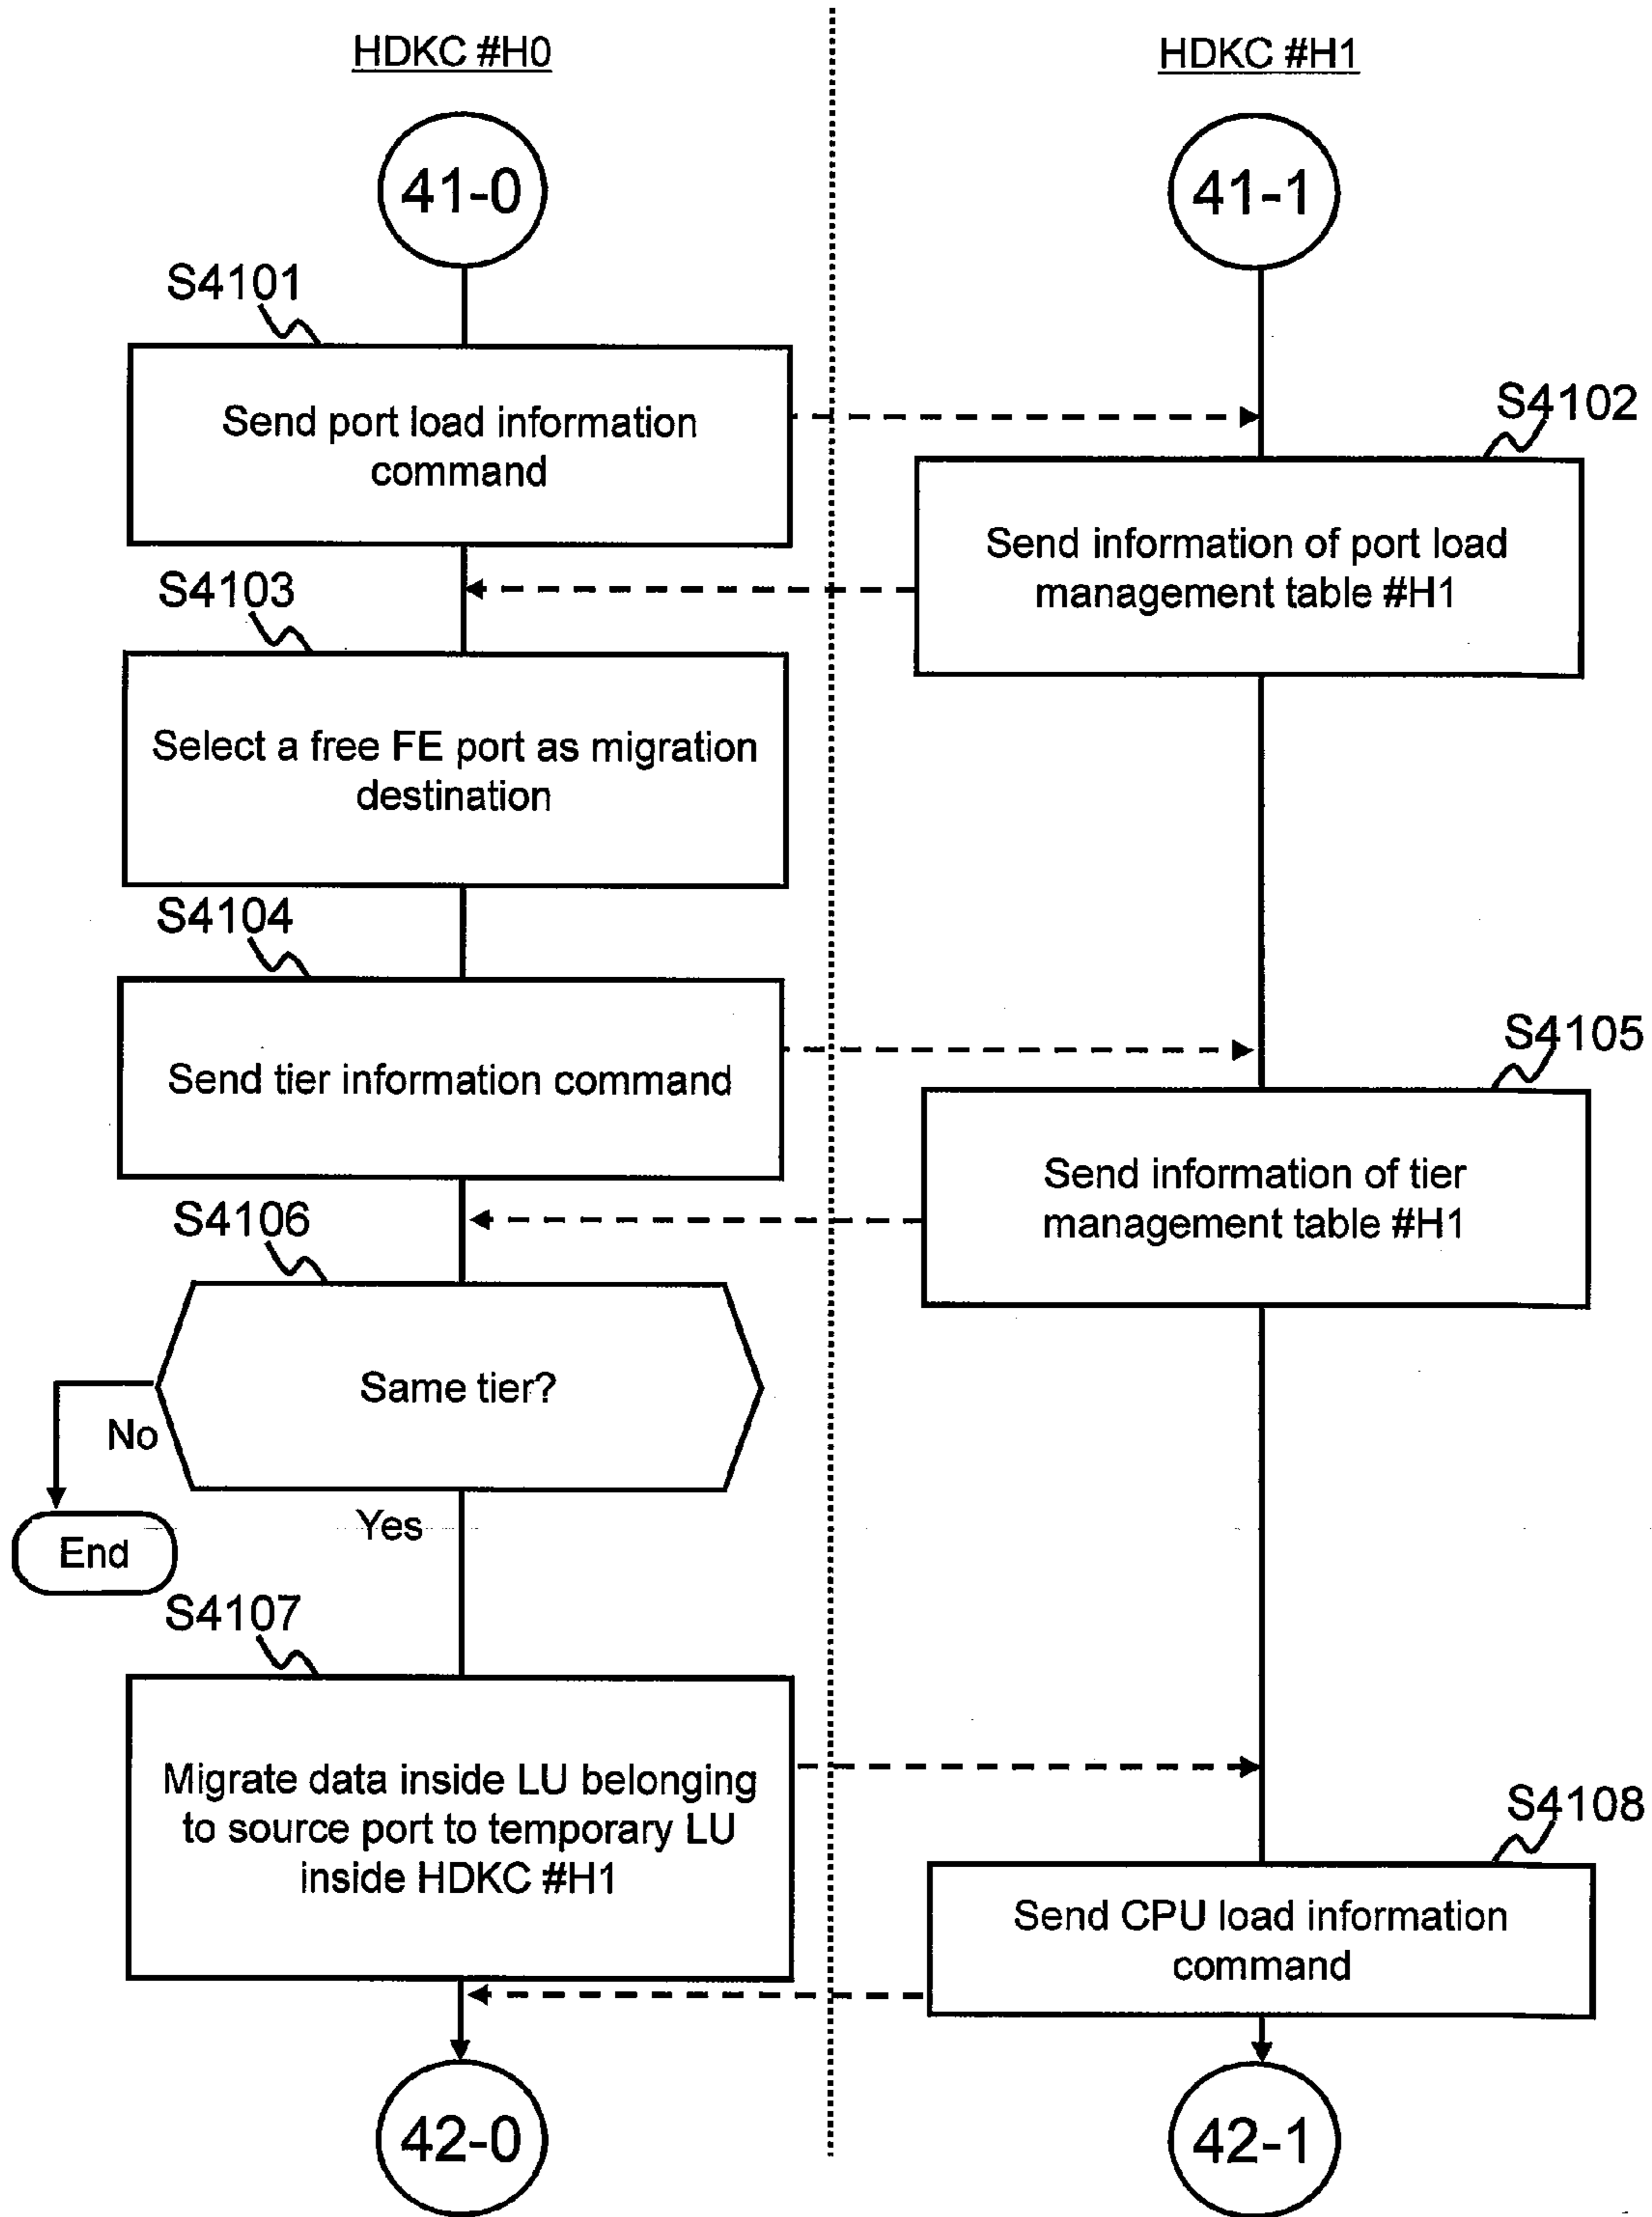 HDKC #H0
HDKC #H1
41-0
41-1
S4101
Send port load information
command
S4102
Send information of port load
management table #H1
S4103
Select a free FE port as migration
destination
S4104
Send tier information command
S4105
Send information of tier
management table #H1
S4106
Same tier?
No
End
Yes
S4107
Migrate data inside LU belonging
to source port to temporary LU
inside HDKC #H1
S4108
Send CPU load information
command
42-0
42-1